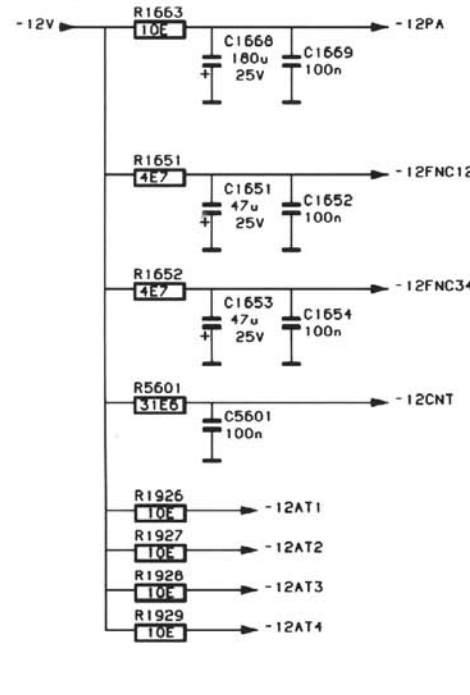 -12V
R1663
10E
-12PA
C1668
180u
25V
+
C1669
100n
R1651
4E7
-12FNC12
C1651
47u
25V
+
C1652
100n
R1652
4E7
-12FNC34
C1653
47u
25V
+
C1654
100n
R5601
31E6
-12CNT
C5601
100n
R1926
10E
-12AT1
R1927
10E
-12AT2
R1928
10E
-12AT3
R1929
10E
-12AT4